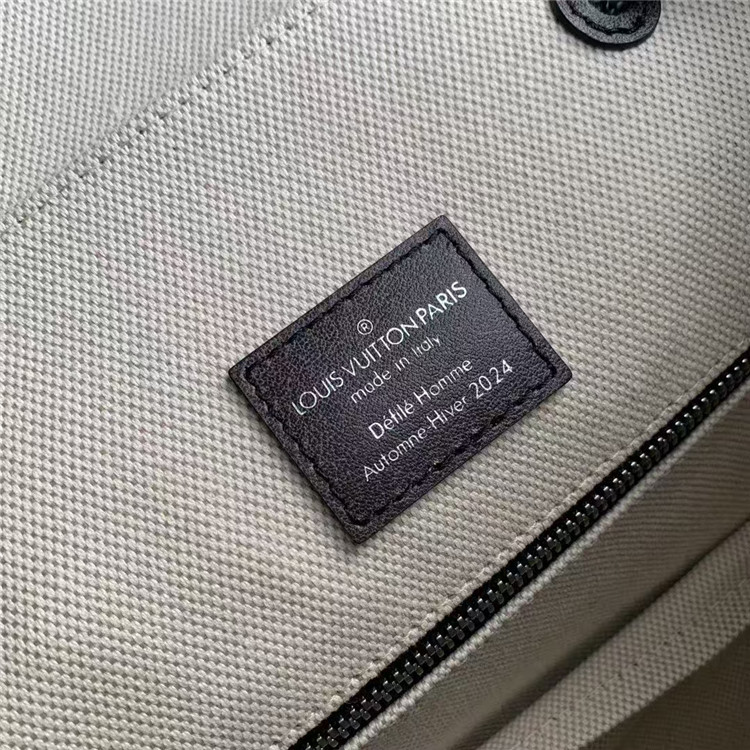 ®
LOUIS VUITTON PARIS
made in italy
Défilé Homme
Automne-Hiver 2024